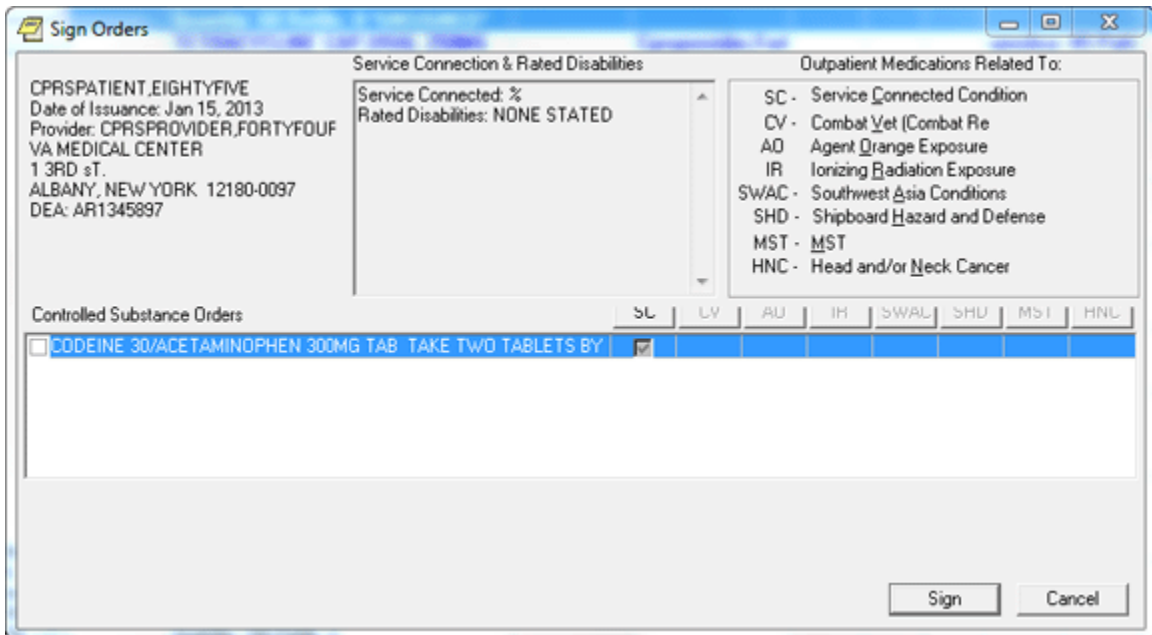 Sign Orders
CPRSPATIENT,EIGHTYFIVE
Date of Issuance: Jan 15, 2013
Provider: CPRSPROVIDER,FORTYFOUF
VA MEDICAL CENTER
1 3RD sT.
ALBANY, NEW YORK 12180-0097
DEA: AR1345897
Service Connection & Rated Disabilities
Service Connected: %
Rated Disabilities: NONE STATED
Outpatient Medications Related To:
SC - Service Connected Condition
CV - Combat Vet (Combat Re
AO Agent Orange Exposure
IR Ionizing Radiation Exposure
SWAC - Southwest Asia Conditions
SHD - Shipboard Hazard and Defense
MST - MST
HNC - Head and/or Neck Cancer
Controlled Substance Orders
SC CV AO IR SWAC SHD MST HNC
CODEINE 30/ACETAMINOPHEN 300MG TAB TAKE TWO TABLETS BY
Sign Cancel